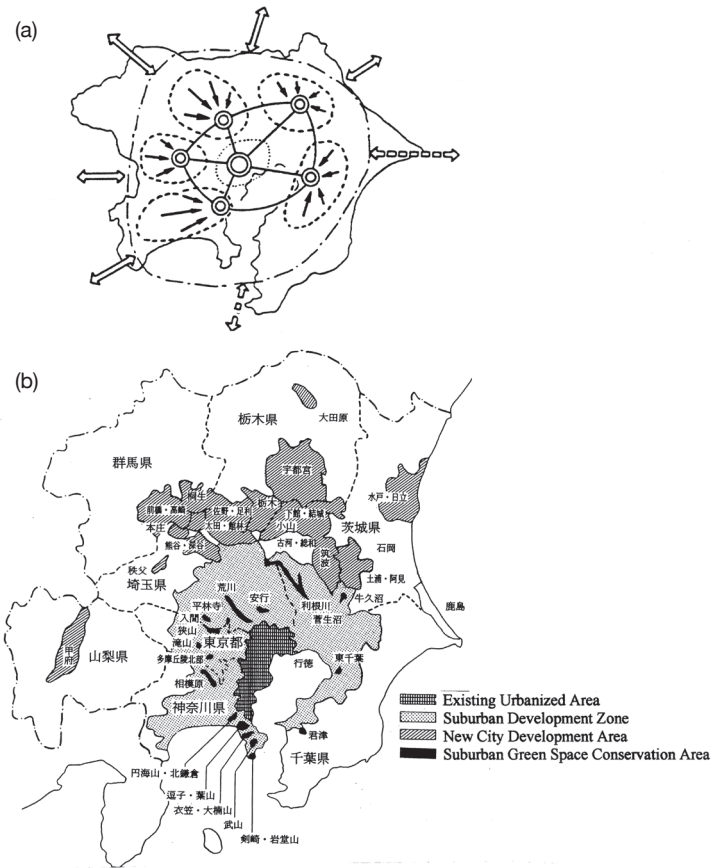 (a)
(b)
栃木県
大田原
群馬県
宇都宮
水戸・日立
桐生
栃木
前橋・高崎
佐野・足利
下館・結城
太田・館林
小山
茨城県
本庄
古河・総和
石岡
熊谷・深谷
筑波
土浦・阿見
秩父
埼玉県
荒川
安行
利根川
牛久沼
鹿島
平林寺
菅生沼
入間
狭山
東京都
滝山
甲府
山梨県
多摩丘陵北部
行徳
東千葉
相模原
神奈川県
君津
千葉県
Existing Urbanized Area
Suburban Development Zone
New City Development Area
Suburban Green Space Conservation Area
円海山・北鎌倉
逗子・葉山
衣笠・大楠山
武山
剣崎・岩堂山